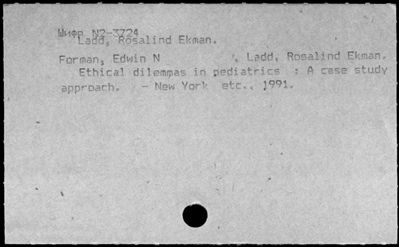 Шифр N2-3724
Ladd, Rosalind Ekman.
Forman, Edwin N ', Ladd, Rosalind Ekman.
Ethical dilemmas in pediatrics : A case study
approach. - New York etc., 1991.